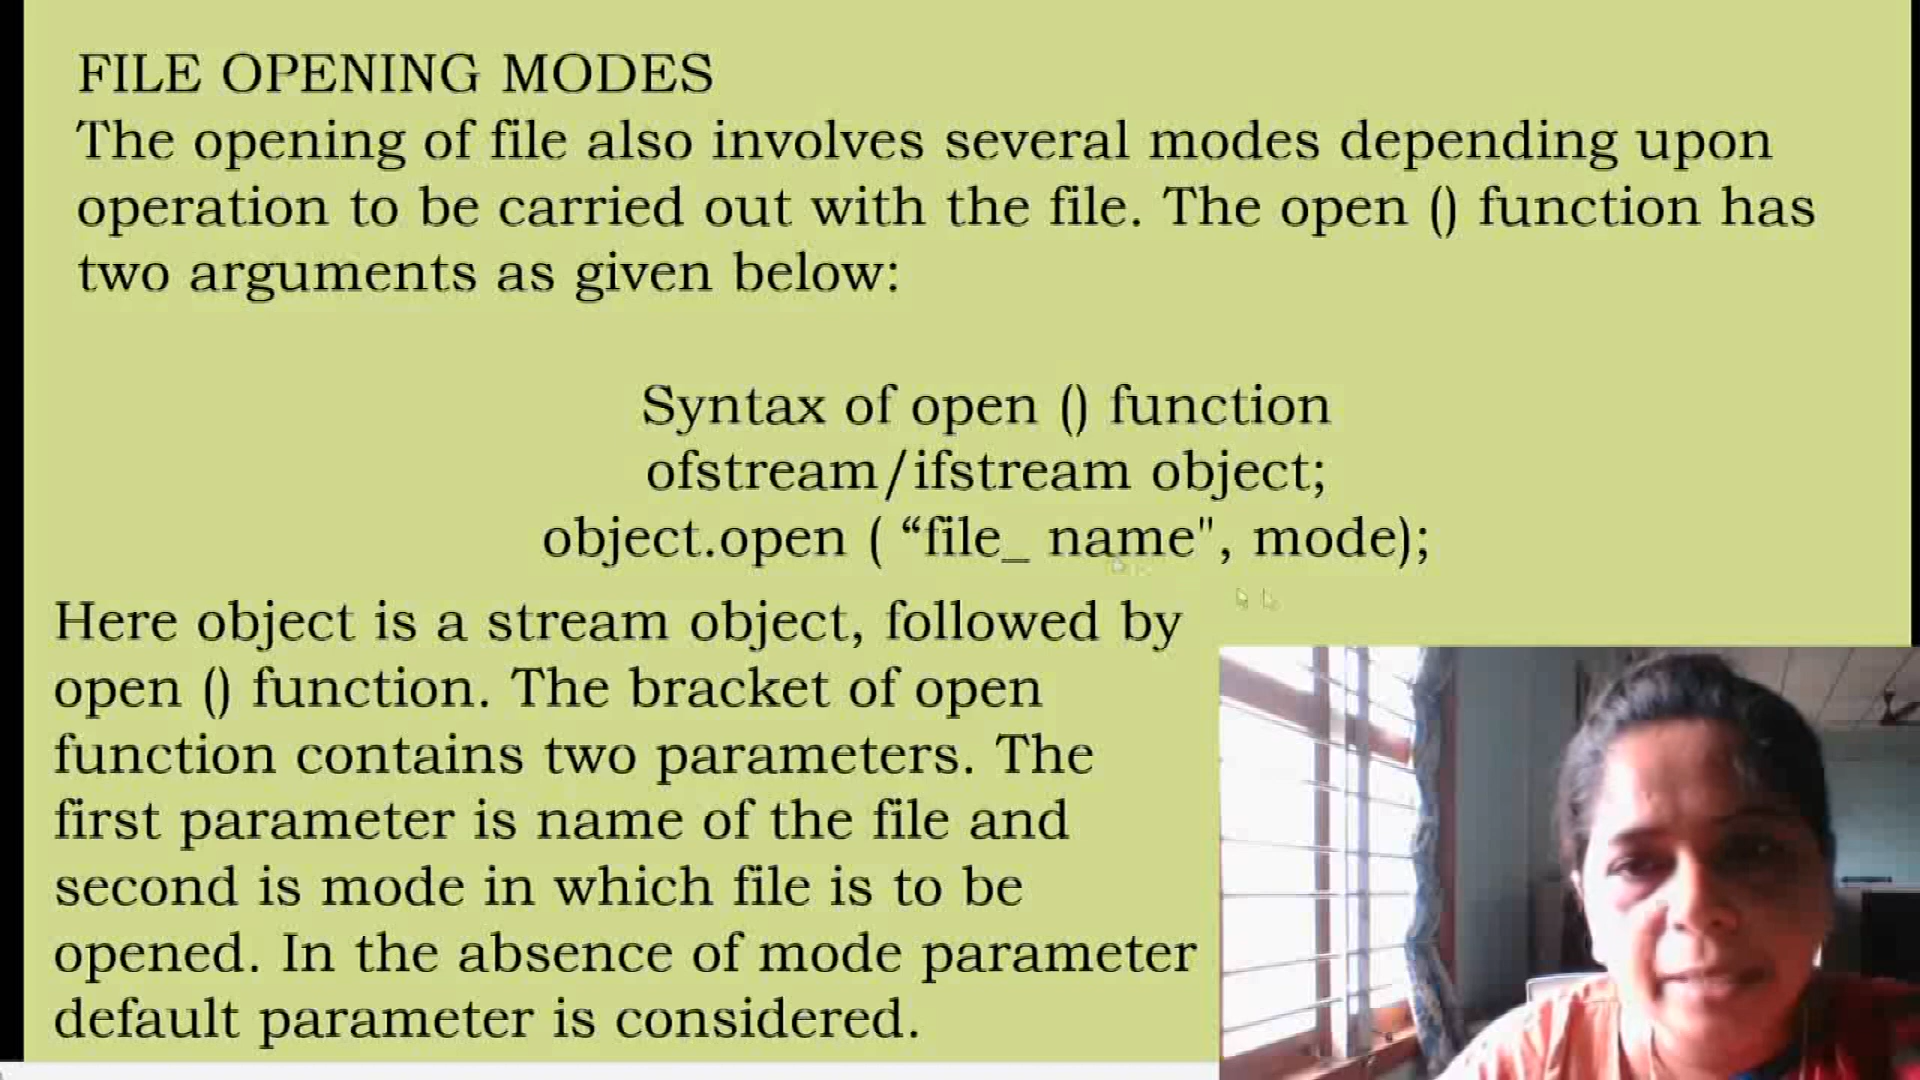 FILE OPENING MODES
The opening of file also involves several modes depending upon
operation to be carried out with the file. The open () function has
two arguments as given below:
Syntax of open () function
ofstream/ifstream object;
object.open ( “file_ name", mode);
Here object is a stream object, followed by
open () function. The bracket of open
function contains two parameters. The
first parameter is name of the file and
second is mode in which file is to be
opened. In the absence of mode parameter
default parameter is considered.